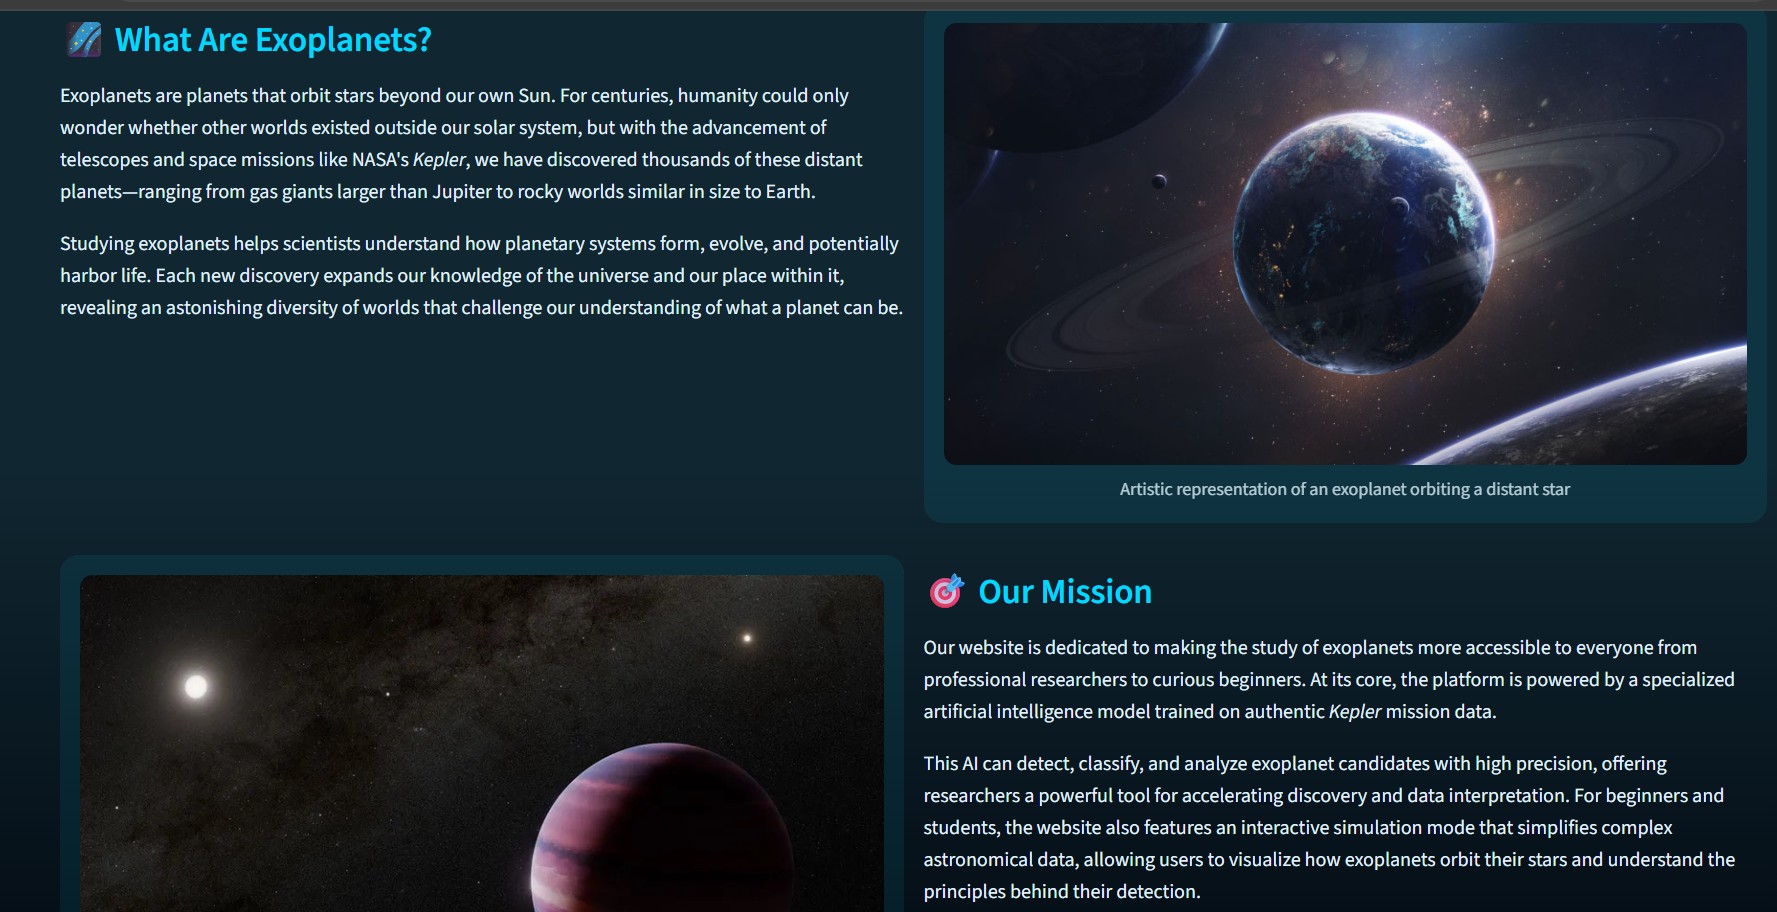 What Are Exoplanets?
Exoplanets are planets that orbit stars beyond our own Sun. For centuries, humanity could only
wonder whether other worlds existed outside our solar system, but with the advancement of
telescopes and space missions like NASA's Kepler, we have discovered thousands of these distant
planets—ranging from gas giants larger than Jupiter to rocky worlds similar in size to Earth.
Studying exoplanets helps scientists understand how planetary systems form, evolve, and potentially
harbor life. Each new discovery expands our knowledge of the universe and our place within it,
revealing an astonishing diversity of worlds that challenge our understanding of what a planet can be.
Artistic representation of an exoplanet orbiting a distant star
Our Mission
Our website is dedicated to making the study of exoplanets more accessible to everyone from
professional researchers to curious beginners. At its core, the platform is powered by a specialized
artificial intelligence model trained on authentic Kepler mission data.
This AI can detect, classify, and analyze exoplanet candidates with high precision, offering
researchers a powerful tool for accelerating discovery and data interpretation. For beginners and
students, the website also features an interactive simulation mode that simplifies complex
astronomical data, allowing users to visualize how exoplanets orbit their stars and understand the
principles behind their detection.